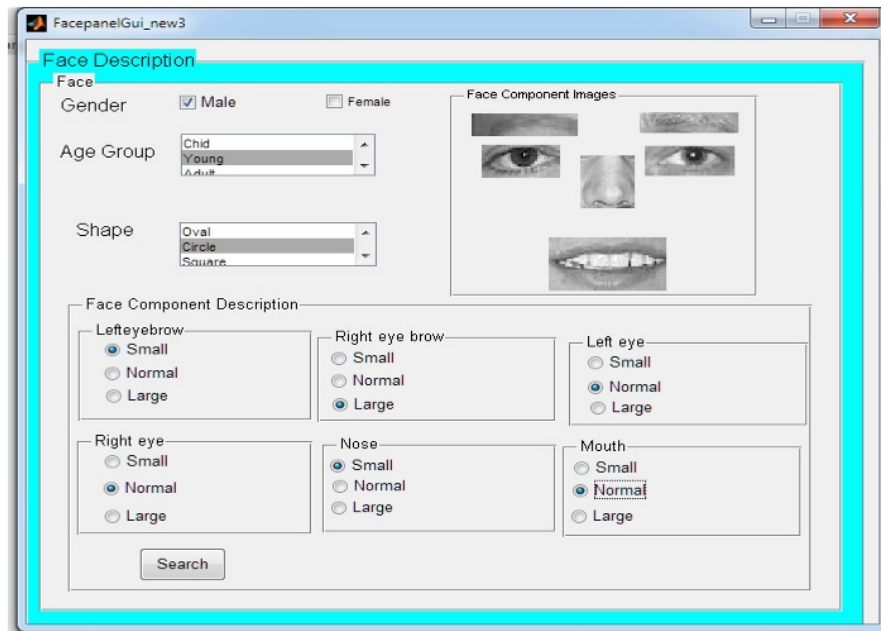 FacepanelGui_new3
Face Description
Face
Gender
Male
Female
Age Group
Chid
Young
Adult
Shape
Oval
Circle
Square
Face Component Images
Face Component Description
Lefteyebrow
Small
Normal
Large
Right eye brow
Small
Normal
Large
Left eye
Small
Normal
Large
Right eye
Small
Normal
Large
Nose
Small
Normal
Large
Mouth
Small
Normal
Large
Search